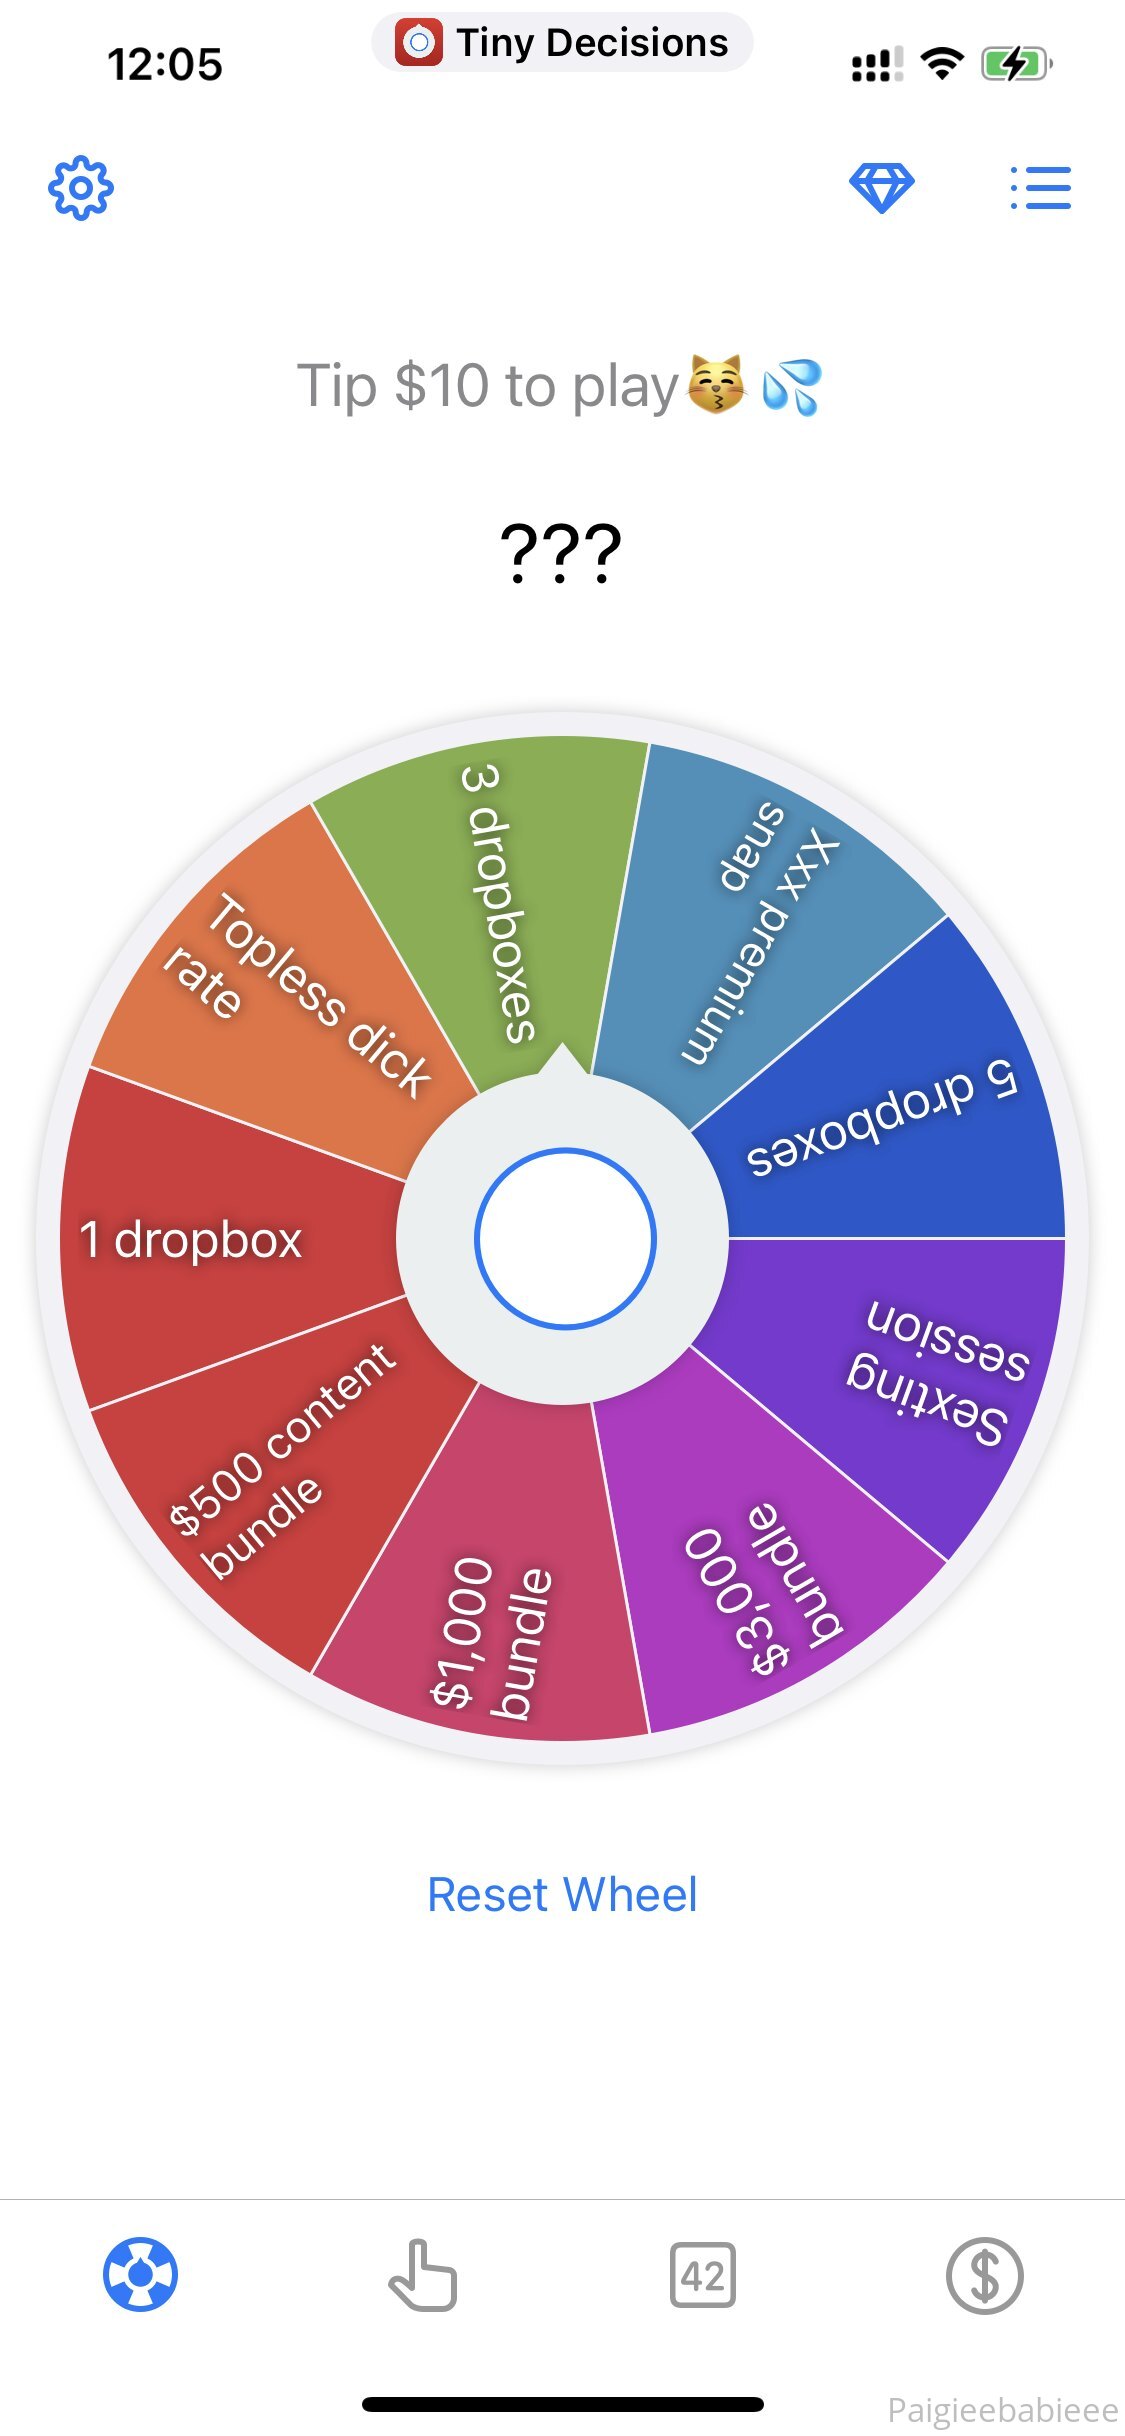 12:05
Tiny Decisions
Tip $10 to play😽💦
???
3 dropboxes
Xxx premium
snap
5 dropboxes
Sexting
session
$3,000
bundle
$1,000
bundle
$500 content
bundle
1 dropbox
Topless dick
rate
Reset Wheel
42
$
Paigieebabieee